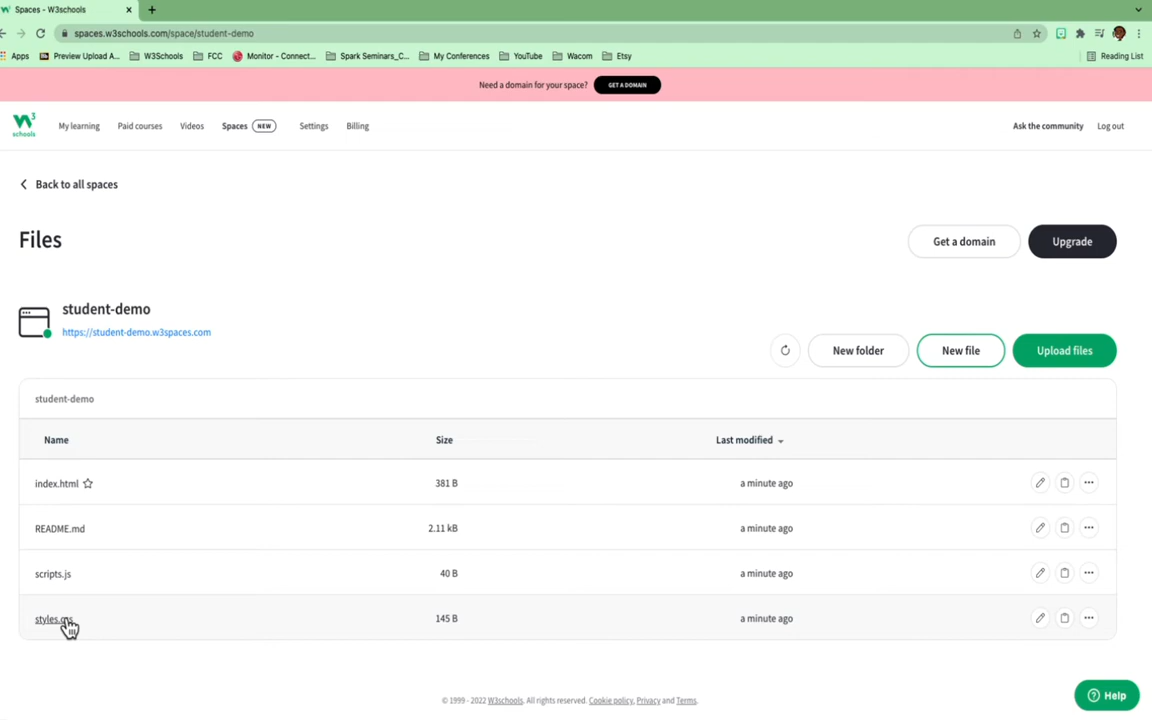 Spaces - W3schools
spaces.w3schools.com/space/student-demo
Apps Preview Upload A... W3Schools FCC Monitor - Connect... Spark Seminars_C... My Conferences YouTube Wacom Etsy Reading List
Need a domain for your space? GET A DOMAIN
W3 schools My learning Paid courses Videos Spaces NEW Settings Billing Ask the community Log out
Back to all spaces
Files
Get a domain Upgrade
student-demo
https://student-demo.w3spaces.com
New folder New file Upload files
student-demo
Name Size Last modified
index.html 381 B a minute ago
README.md 2.11 kB a minute ago
scripts.js 40 B a minute ago
145 B a minute ago
© 1999 - 2022 W3schools. All rights reserved. Cookie policy, Privacy and Terms.
Help